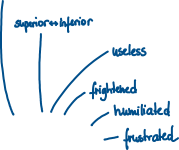 superior↔inferior
useless
frightened
humiliated
frustrated